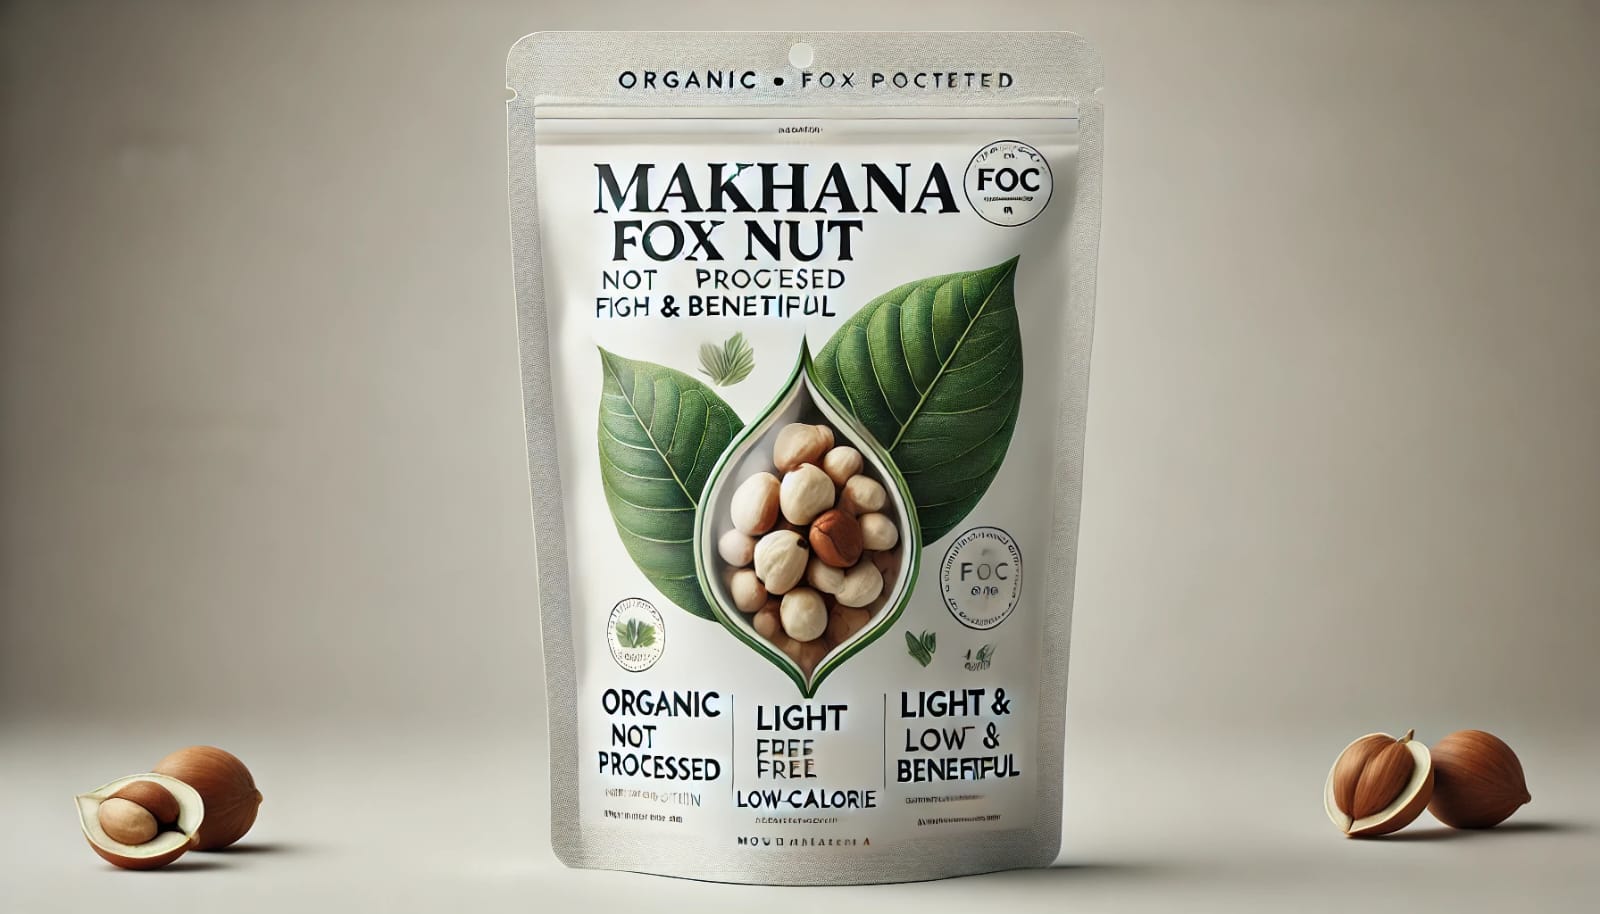 ORGANIC • FOX POCTETED
MAKHANA
FOX NUT
NOT PROCESED
FIGH & BENETIFUL
FOC
FOC
ORGANIC
NOT
PROCESSED
LIGHT
FREE
FREE
LOW-CALORIE
LIGHT &
LOW &
BENEFITFUL